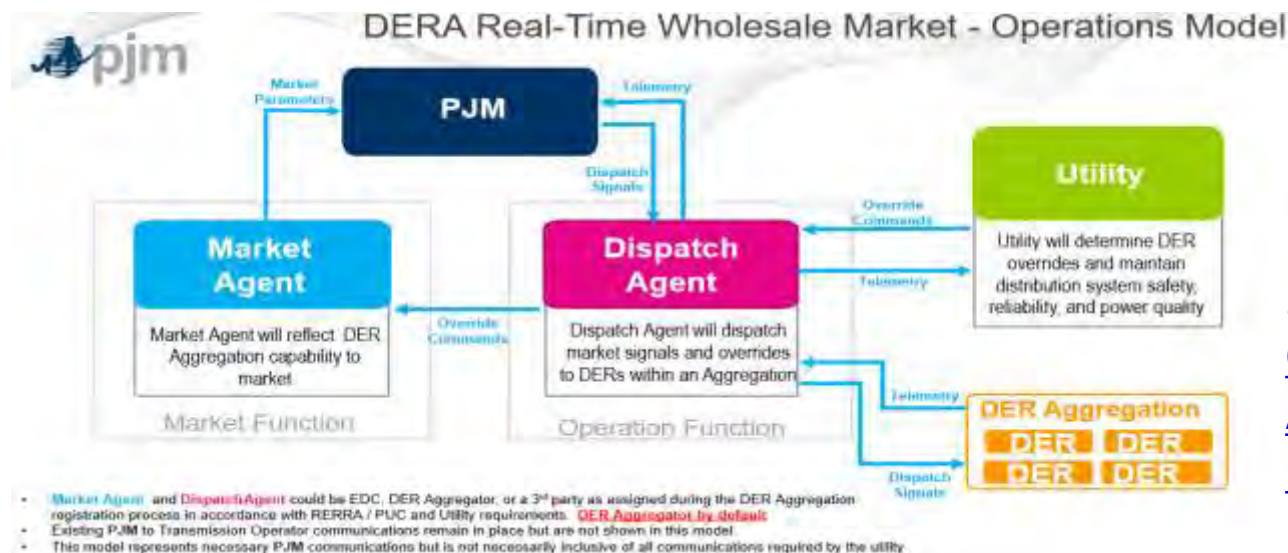 DERA Real-Time Wholesale Market - Operations Model
pjm
Market
Parameters
PJM
Telemetry
Dispatch
Signals
Utility
Override
Commands
Utility will determine DER
overrides and maintain
distribution system safety,
reliability, and power quality
Telemetry
Market
Agent
Market Agent will reflect DER
Aggregation capability to
market
Market Function
Override
Commands
Dispatch
Agent
Dispatch Agent will dispatch
market signals and overrides
to DERs within an Aggregation
Operation Function
Telemetry
Dispatch
Signals
DER Aggregation
DER DER
DER DER
• Market Agent and Dispatch Agent could be EDC, DER Aggregator, or a 3rd party as assigned during the DER Aggregation
registration process in accordance with RERRA / PUC and Utility requirements. DER Aggregator by default
• Existing PJM to Transmission Operator communications remain in place but are not shown in this model
• This model represents necessary PJM communications but is not necessarily inclusive of all communications required by the utility